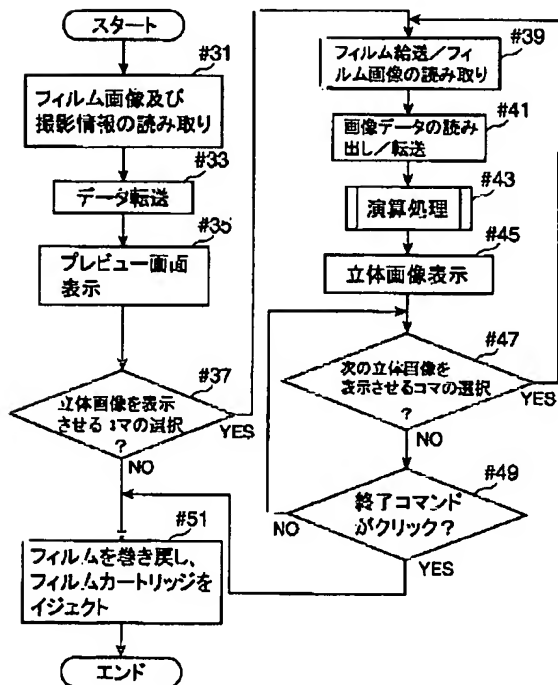 スタート
#31
フィルム画像及び
撮影情報の読み取り
#33
データ転送
#35
プレビュー画面
表示
#37
立体画像を表示
させるコマの選択
?
YES
NO
#51
フィルムを巻き戻し、
フィルムカートリッジを
イジェクト
エンド
#39
フィルム給送/フィ
ルム画像の読み取り
#41
画像データの読み
出し/転送
#43
演算処理
#45
立体画像表示
#47
次の立体画像を
表示させるコマの選択
?
YES
NO
#49
終了コマンド
がクリック?
NO
YES